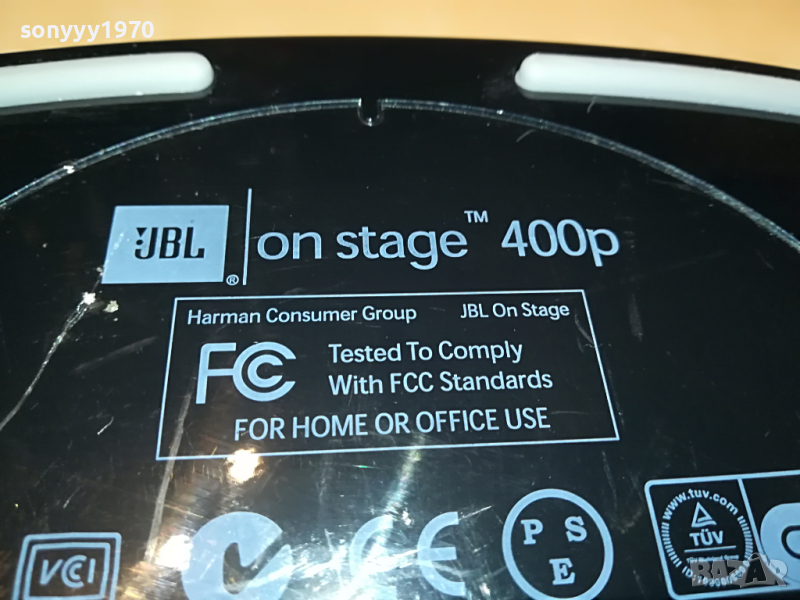 sonyyy1970
JBL® on stage™ 400p
Harman Consumer Group JBL On Stage
FC Tested To Comply
With FCC Standards
FOR HOME OR OFFICE USE
VCI
CE
P S
E
www.tuv.com
TÜV
BAZAR